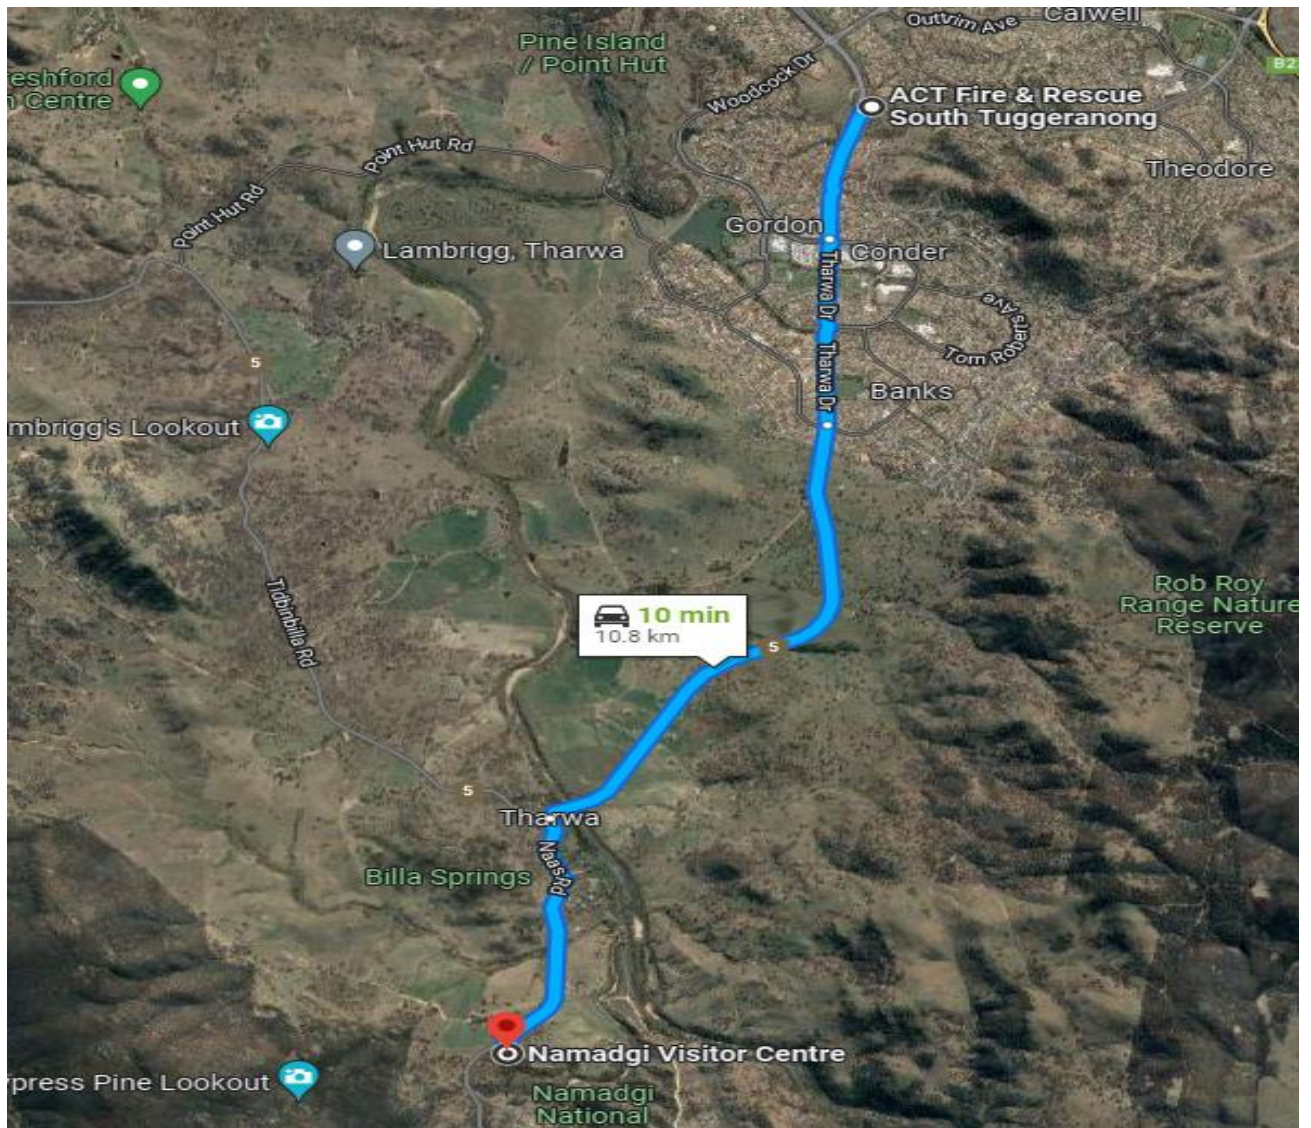 Outtrim Ave
Calwell
Pine Island
/ Point Hut
B2
reshford
n Centre
Woodcock Dr
ACT Fire & Rescue
South Tuggeranong
Point Hut Rd
Theodore
Point Hut Rd
Gordon
Lambrigg, Tharwa
Conder
Tharwa Dr
Tharwa Dr
Tom Roberts Ave
5
Banks
mbrigg's Lookout
Rob Roy
Range Nature
Reserve
10 min
10.8 km
5
Tidbinbilla Rd
5
Tharwa
Naas Rd
Billa Springs
Namadgi Visitor Centre
ypress Pine Lookout
Namadgi
National